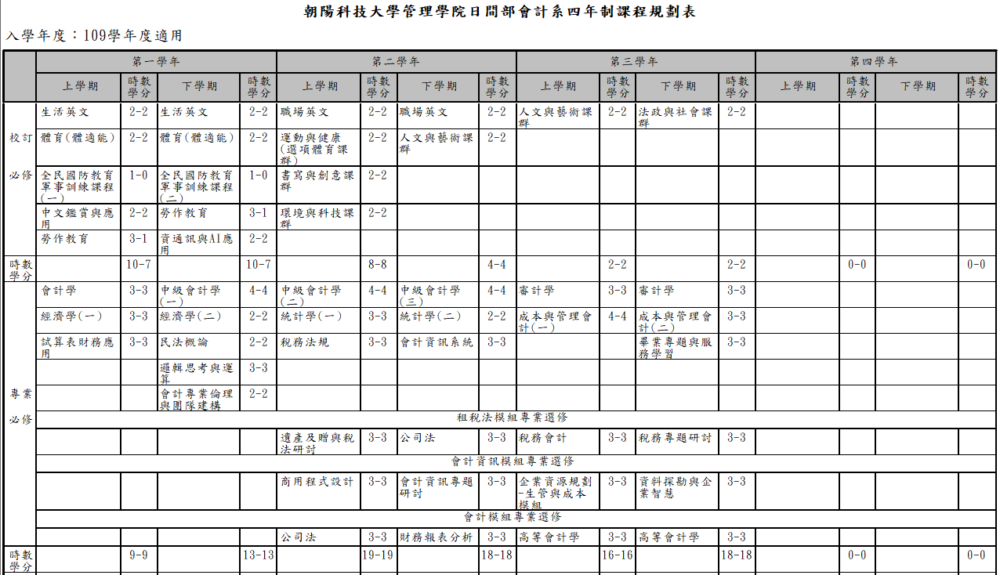 朝陽科技大學管理學院日間部會計系四年制課程規劃表
入學年度：109學年度適用
第一學年 第二學年 第三學年 第四學年
上學期 時數學分 下學期 時數學分 上學期 時數學分 下學期 時數學分 上學期 時數學分 下學期 時數學分 上學期 時數學分 下學期 時數學分
校訂必修
生活英文 2-2 生活英文 2-2 職場英文 2-2 職場英文 2-2 人文與藝術課群 2-2 法政與社會課群 2-2
體育(體適能) 2-2 體育(體適能) 2-2 運動與健康(選項體育課群) 2-2 人文與藝術課群 2-2
全民國防教育軍事訓練課程(一) 1-0 全民國防教育軍事訓練課程(二) 1-0 書寫與創意課群 2-2
中文鑑賞與應用 2-2 勞作教育 3-1 環境與科技課群 2-2
勞作教育 3-1 資通訊與AI應用 2-2
時數學分 10-7 10-7 8-8 4-4 2-2 2-2 0-0 0-0
專業必修
會計學 3-3 中級會計學(一) 4-4 中級會計學(二) 4-4 中級會計學(三) 4-4 審計學 3-3 審計學 3-3
經濟學(一) 3-3 經濟學(二) 2-2 統計學(一) 3-3 統計學(二) 2-2 成本與管理會計(一) 4-4 成本與管理會計(二) 3-3
試算表財務應用 3-3 民法概論 2-2 稅務法規 3-3 會計資訊系統 3-3 畢業專題與服務學習 3-3
邏輯思考與運算 3-3
會計專業倫理與團隊建構 2-2
租稅法模組專業選修
遺產及贈與稅法研討 3-3 公司法 3-3 稅務會計 3-3 稅務專題研討 3-3
會計資訊模組專業選修
商用程式設計 3-3 會計資訊專題研討 3-3 企業資源規劃-生管與成本模組 3-3 資料探勘與企業智慧 3-3
會計模組專業選修
公司法 3-3 財務報表分析 3-3 高等會計學 3-3 高等會計學 3-3
時數學分 9-9 13-13 19-19 18-18 16-16 18-18 0-0 0-0